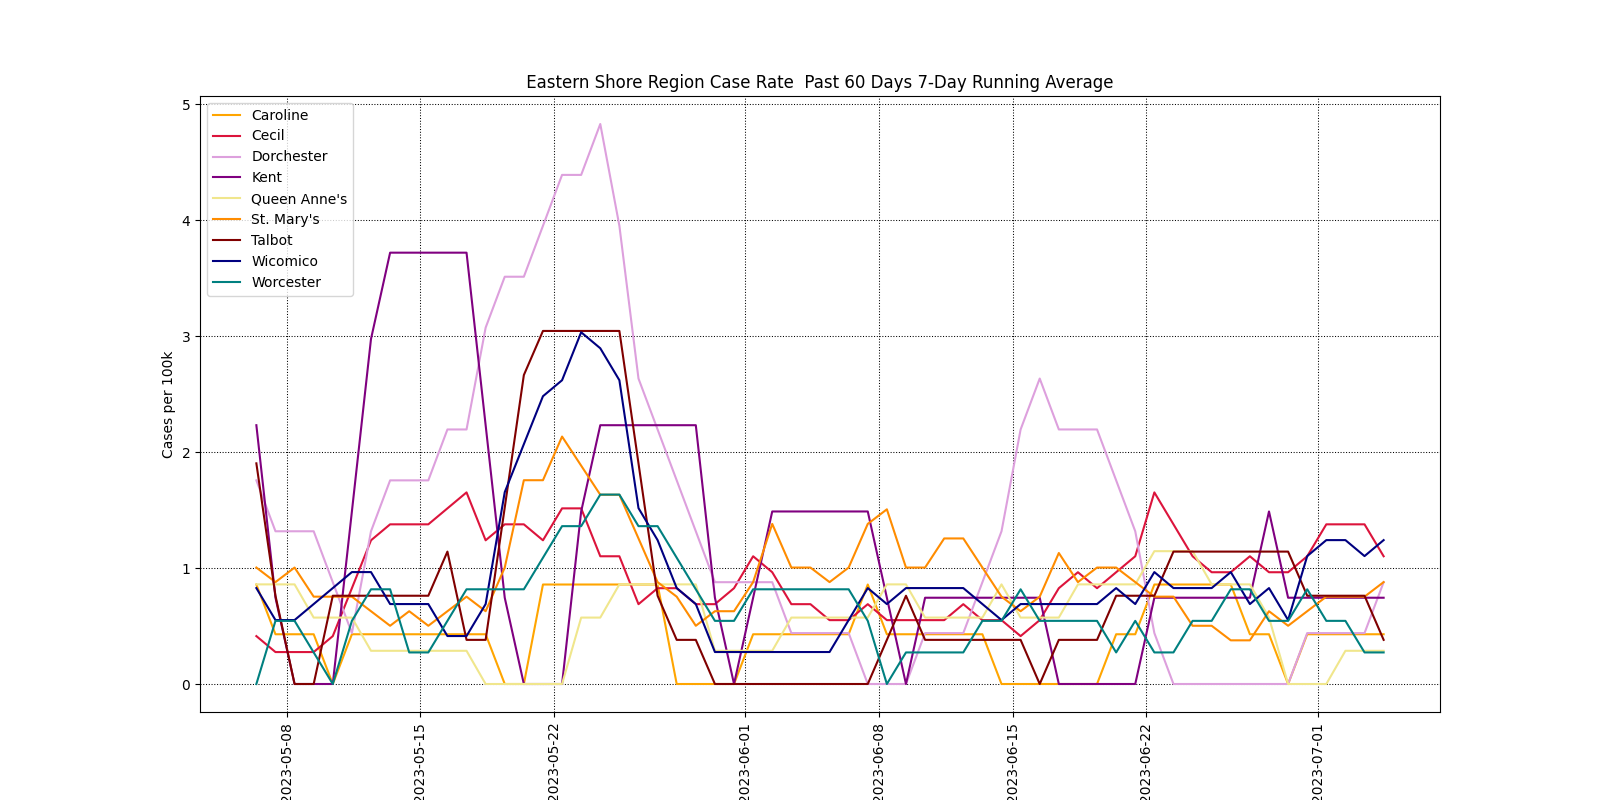 Eastern Shore Region Case Rate  Past 60 Days 7-Day Running Average
Cases per 100k
5
4
3
2
1
0
Caroline
Cecil
Dorchester
Kent
Queen Anne's
St. Mary's
Talbot
Wicomico
Worcester
2023-05-08
2023-05-15
2023-05-22
2023-06-01
2023-06-08
2023-06-15
2023-06-22
2023-07-01